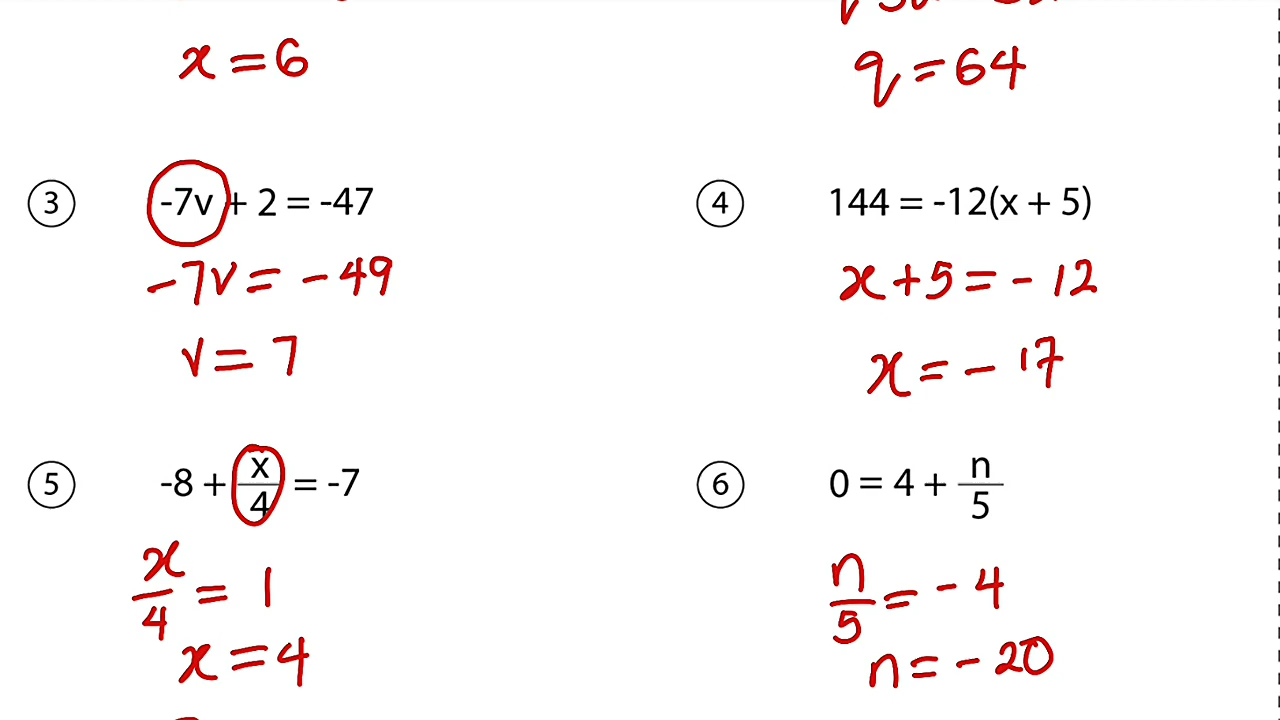 x = 6
q = 64
3 -7v + 2 = -47
-7v = -49
v = 7
4 144 = -12(x + 5)
x + 5 = -12
x = -17
5 -8 + x/4 = -7
x/4 = 1
x = 4
6 0 = 4 + n/5
n/5 = -4
n = -20